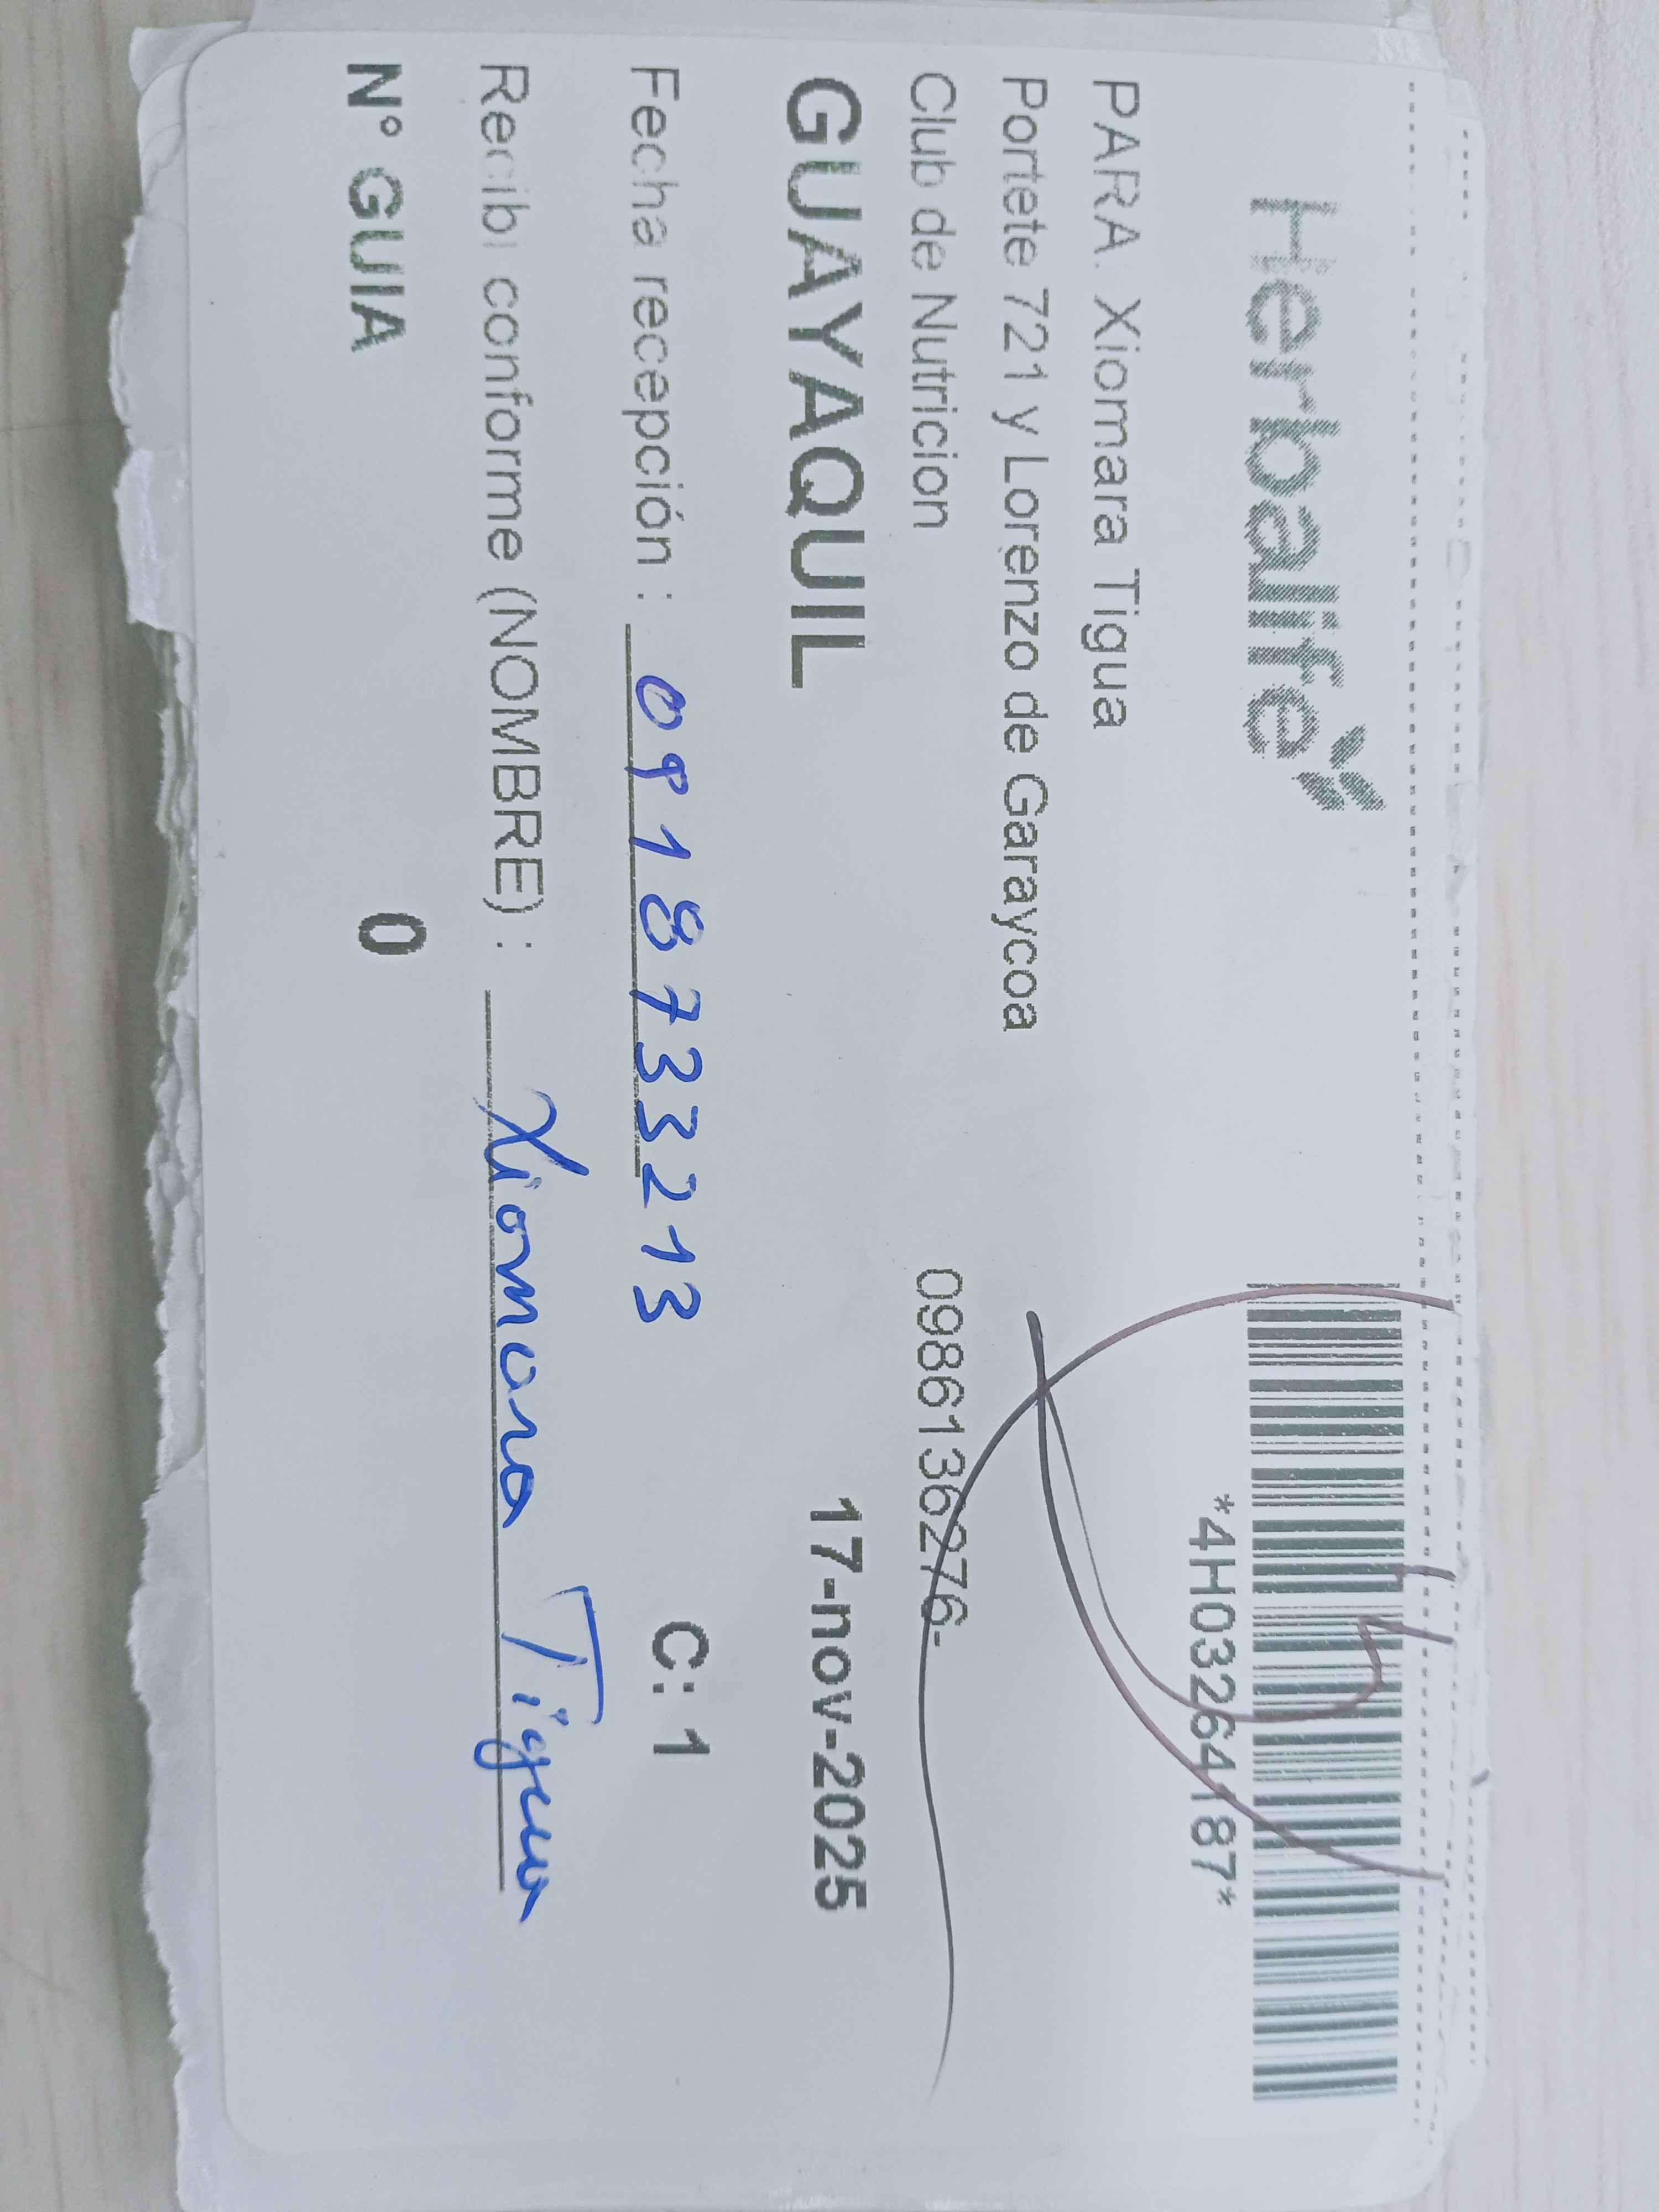 Herbalife
*4H03264187*
PARA: Xiomara Tigua
Portete 721 y Lorenzo de Garaycoa
Club de Nutricion 0986136276-
GUAYAQUIL 17-nov-2025
Fecha recepción : 0918733213 C: 1
Recibi conforme (NOMBRE) : Xiomara Tigua
N° GUIA 0